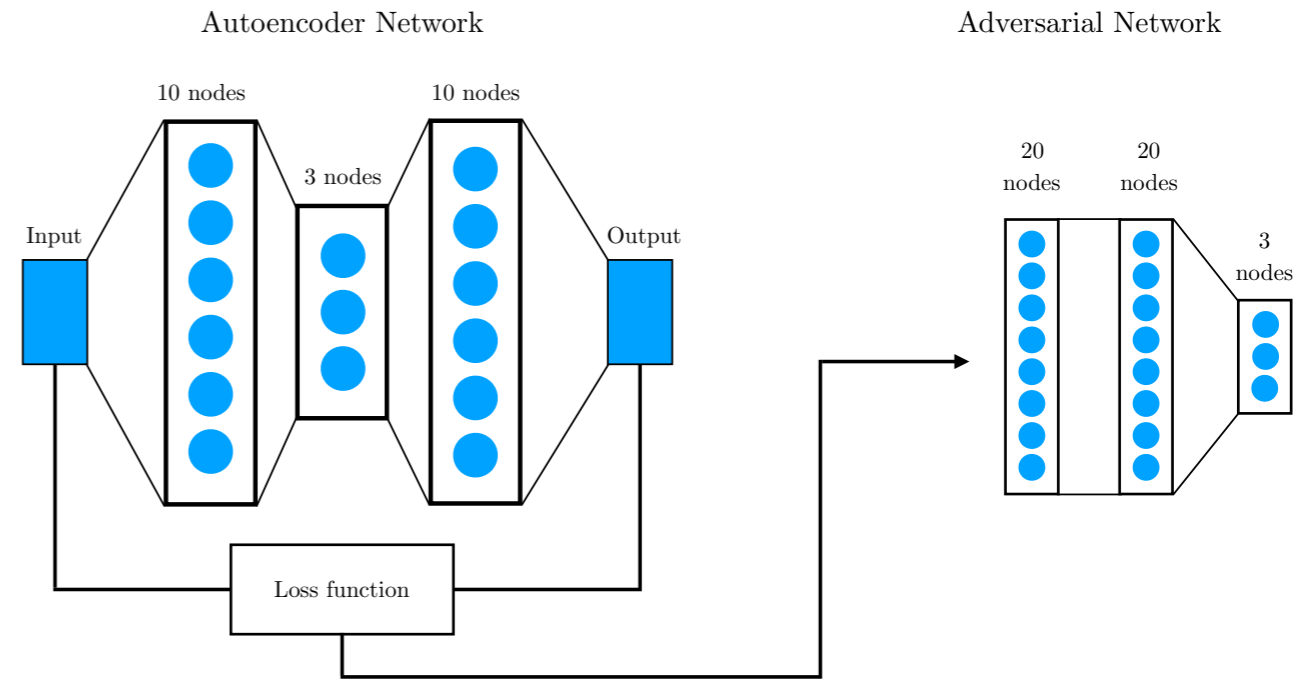 Autoencoder Network
Adversarial Network
10 nodes
10 nodes
3 nodes
Input
Output
Loss function
20
nodes
20
nodes
3
nodes